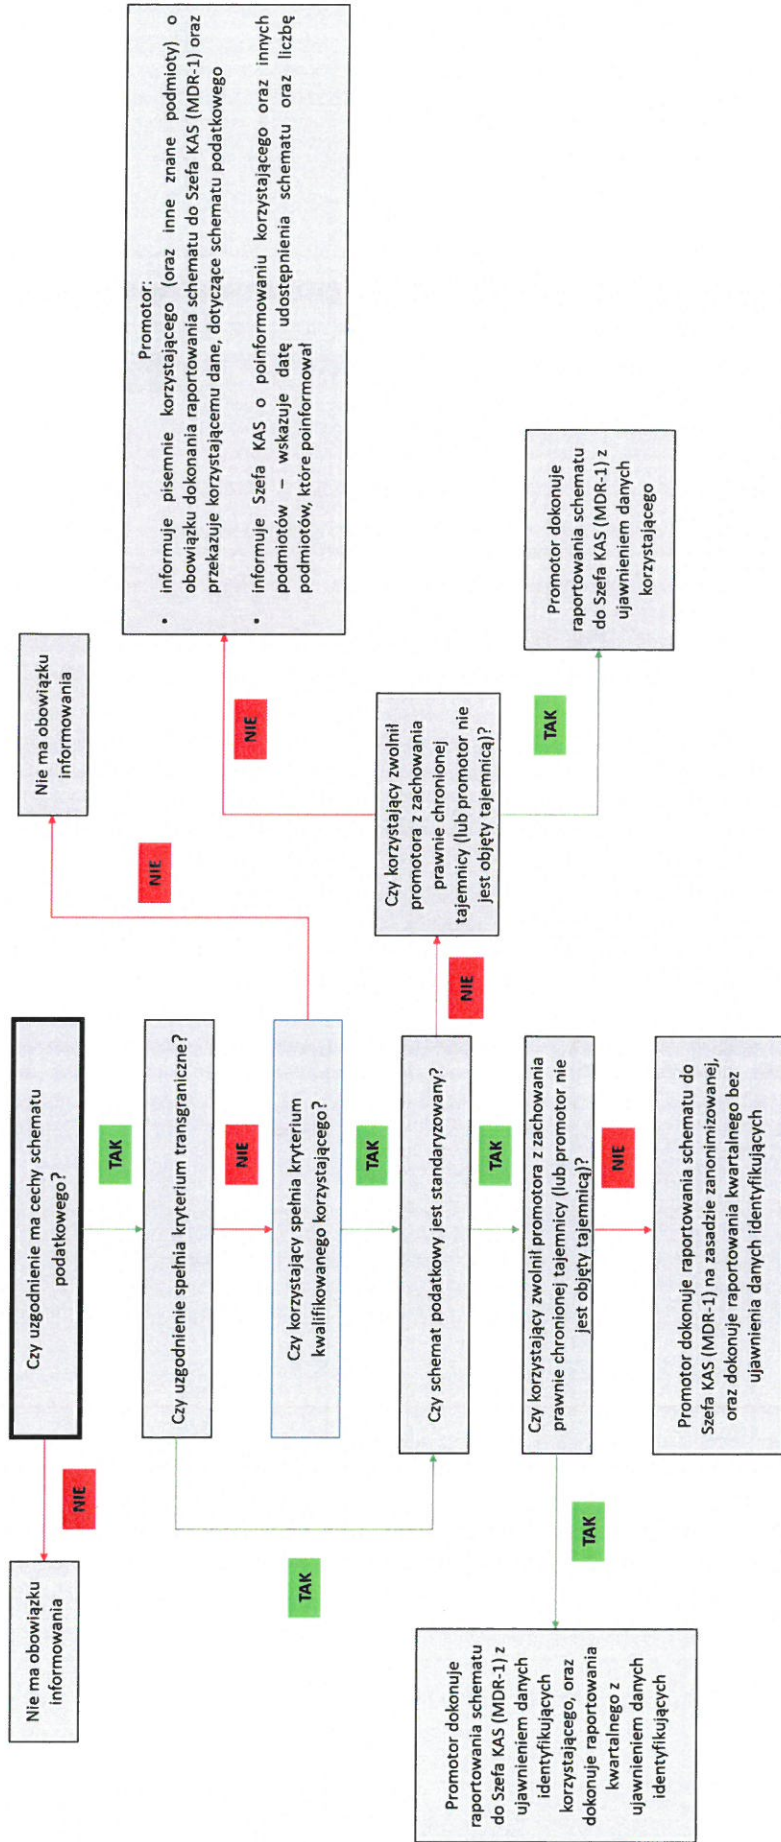 Nie ma obowiązku
informowania
NIE
Czy uzgodnienie ma cechy schematu
podatkowego?
TAK
Czy uzgodnienie spełnia kryterium transgraniczne?
TAK
NIE
Czy korzystający spełnia kryterium
kwalifikowanego korzystającego?
NIE
Nie ma obowiązku
informowania
TAK
Czy schemat podatkowy jest standaryzowany?
NIE
Czy korzystający zwolnił
promotora z zachowania
prawnie chronionej
tajemnicy (lub promotor nie
jest objęty tajemnicą)?
NIE
Promotor:
• informuje pisemnie korzystającego (oraz inne znane podmioty) o
obowiązku dokonania raportowania schematu do Szefa KAS (MDR-1) oraz
przekazuje korzystającemu dane, dotyczące schematu podatkowego
• informuje Szefa KAS o poinformowaniu korzystającego oraz innych
podmiotów – wskazuje datę udostępnienia schematu oraz liczbę
podmiotów, które poinformował
TAK
Promotor dokonuje
raportowania schematu
do Szefa KAS (MDR-1) z
ujawnieniem danych
korzystającego
TAK
Czy korzystający zwolnił promotora z zachowania
prawnie chronionej tajemnicy (lub promotor nie
jest objęty tajemnicą)?
TAK
Promotor dokonuje
raportowania schematu
do Szefa KAS (MDR-1) z
ujawnieniem danych
identyfikujących
korzystającego, oraz
dokonuje raportowania
kwartalnego z
ujawnieniem danych
identyfikujących
NIE
Promotor dokonuje raportowania schematu do
Szefa KAS (MDR-1) na zasadzie zanonimizowanej,
oraz dokonuje raportowania kwartalnego bez
ujawnienia danych identyfikujących